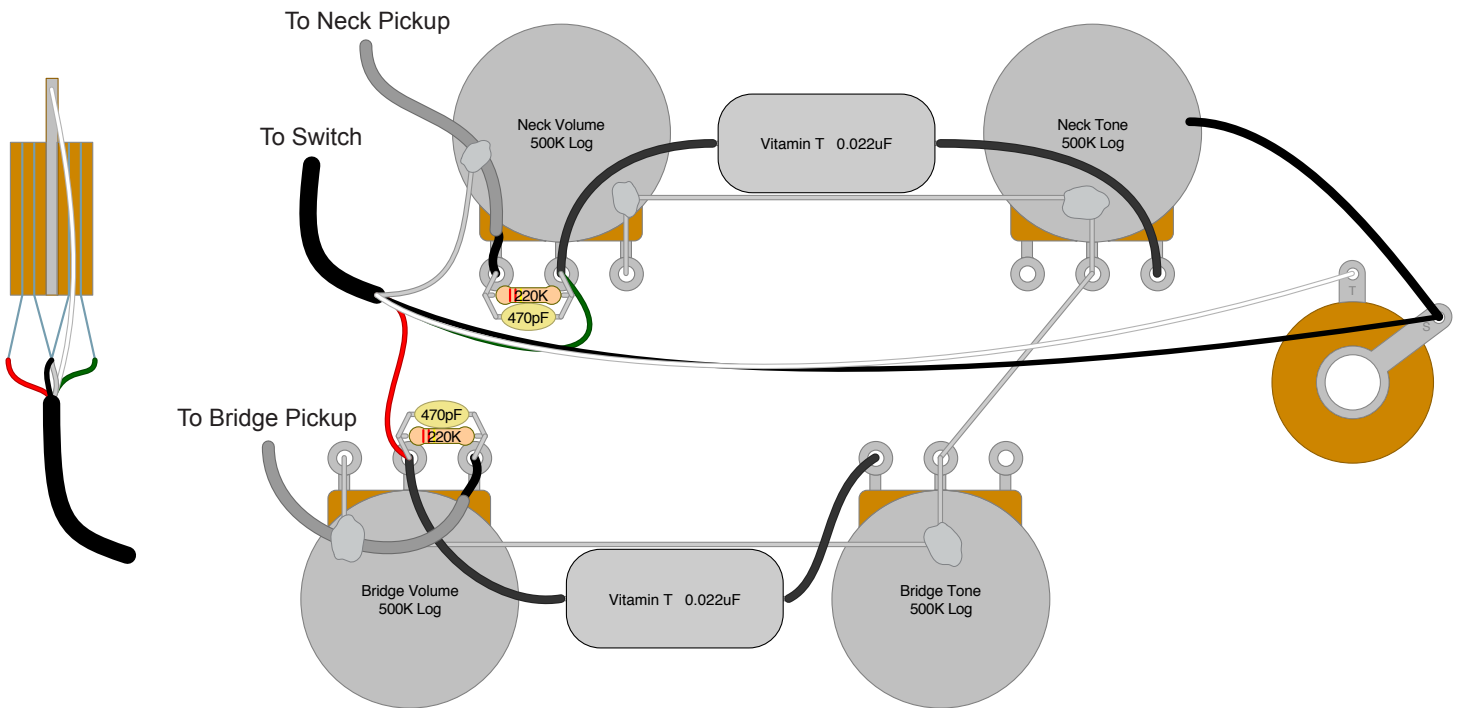 To Neck Pickup
To Switch
Neck Volume
500K Log
Vitamin T 0.022uF
Neck Tone
500K Log
220K
470pF
T
S
To Bridge Pickup
470pF
220K
Bridge Volume
500K Log
Vitamin T 0.022uF
Bridge Tone
500K Log